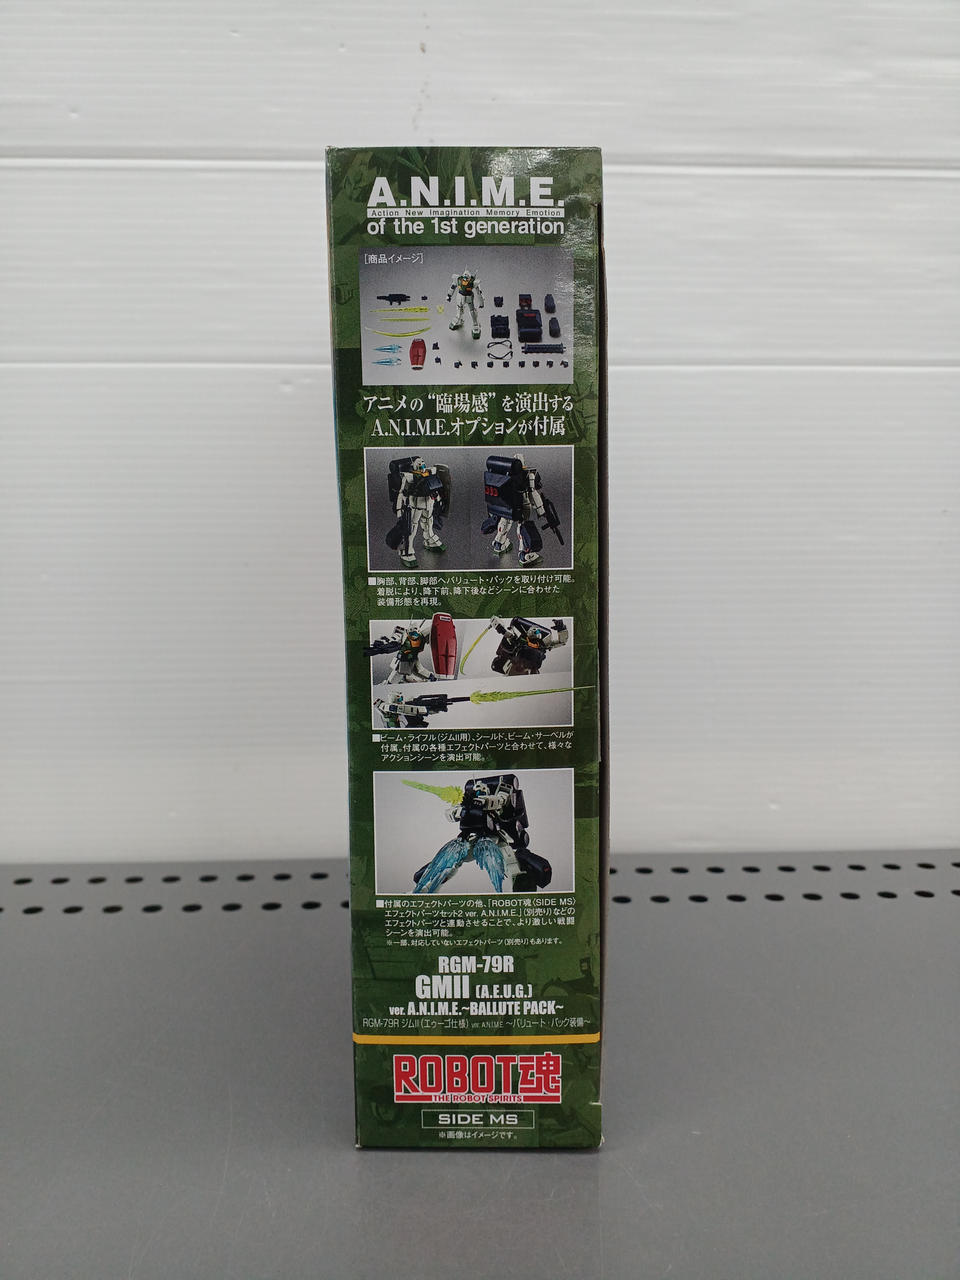 A.N.I.M.E.
Action New Imagination Memory Emotion
of the 1st generation
[商品イメージ]
アニメの“臨場感”を演出する
A.N.I.M.E.オプションが付属
■胸部、背部、脚部へバリュート・パックを取り付け可能。
着脱により、降下前、降下後などシーンに合わせた
装備形態を再現。
■ビーム・ライフル(ジムII用)、シールド、ビーム・サーベルが
付属。付属の各種エフェクトパーツと合わせて、様々な
アクションシーンを演出可能。
■付属のエフェクトパーツの他、「ROBOT魂〈SIDE MS〉
エフェクトパーツセット2 ver. A.N.I.M.E.」(別売り)などの
エフェクトパーツと連動させることで、より激しい戦闘
シーンを演出可能。
※一部、対応していないエフェクトパーツ(別売り)もあります。
RGM-79R
GMII (A.E.U.G.)
ver. A.N.I.M.E.~BALLUTE PACK~
RGM-79R ジムII(エゥーゴ仕様) ver. A.N.I.M.E. ～バリュート・パック装備～
ROBOT魂
THE ROBOT SPIRITS
SIDE MS
※画像はイメージです。